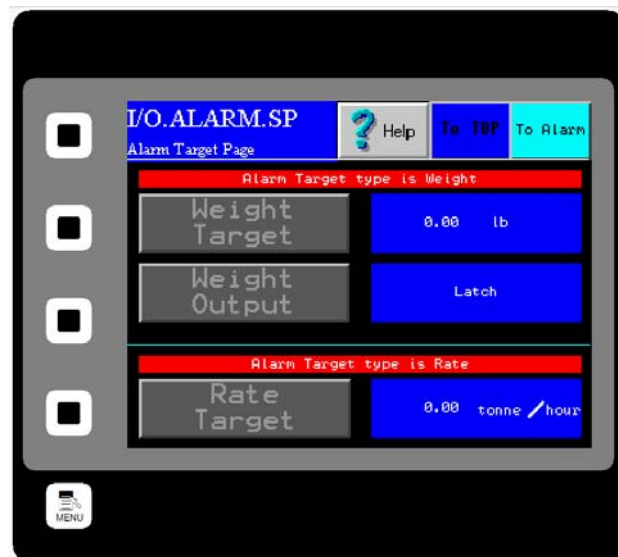 I/O.ALARM.SP
Alarm Target Page
? Help
To TOP
To Alarm
Alarm Target type is Weight
Weight
Target
0.00 lb
Weight
Output
Latch
Alarm Target type is Rate
Rate
Target
0.00 tonne /hour
MENU